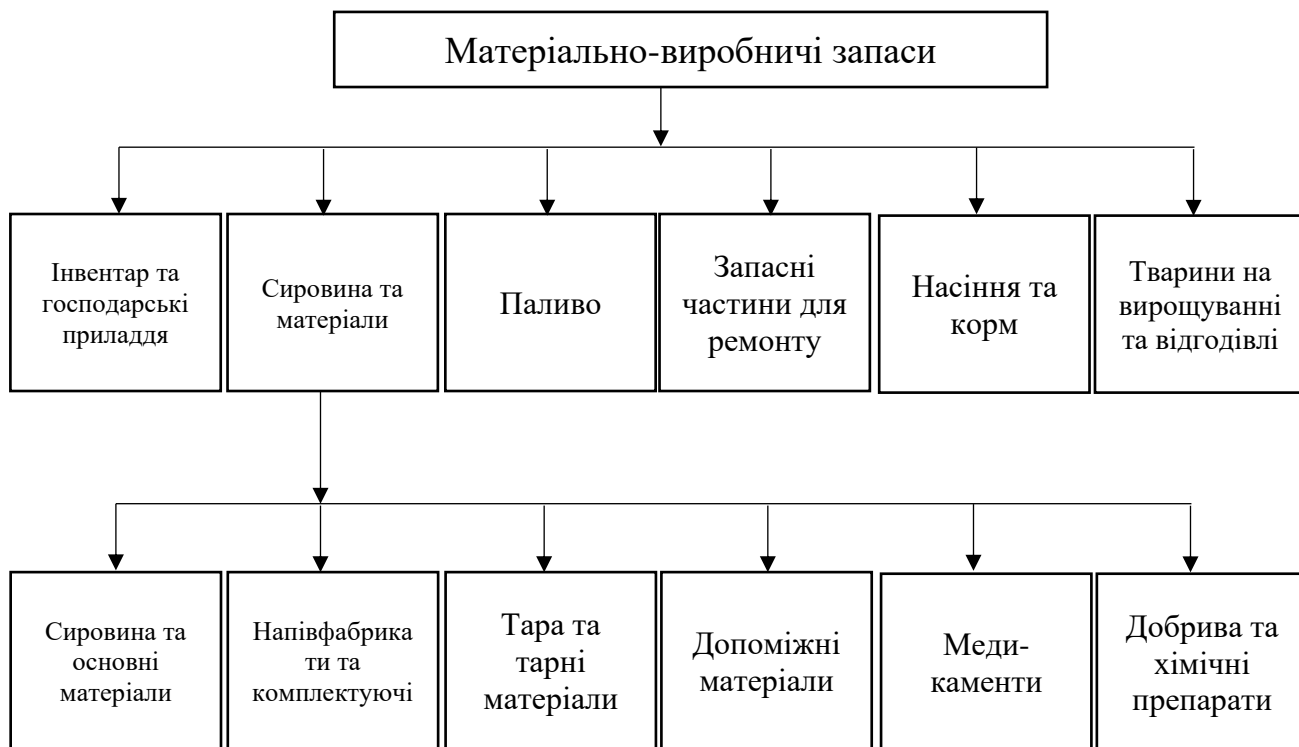 Матеріально-виробничі запаси
Інвентар та
господарські
приладдя
Сировина та
матеріали
Паливо
Запасні
частини для
ремонту
Насіння та
корм
Тварини на
вирощуванні
та відгодівлі
Сировина та
основні
матеріали
Напівфабрика
ти та
комплектуючі
Тара та
тарні
матеріали
Допоміжні
матеріали
Меди-
каменти
Добрива та
хімічні
препарати